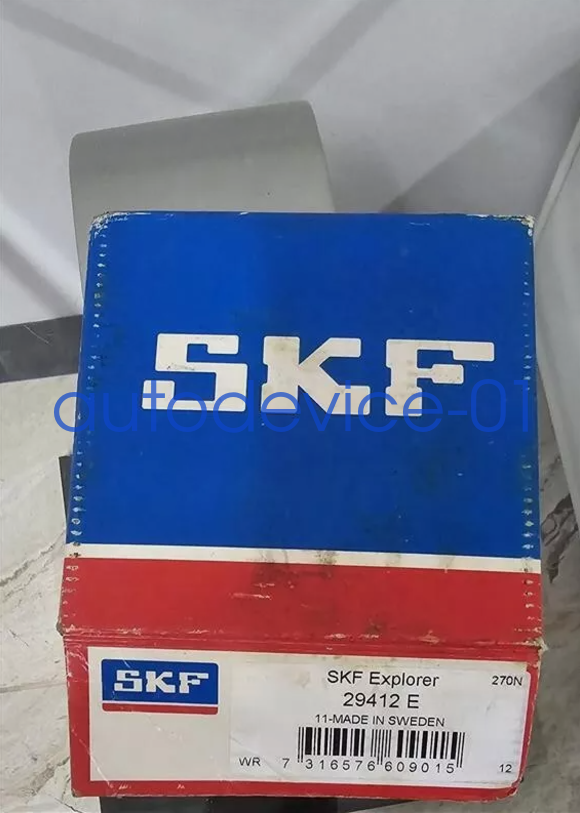 SKF
autodevice-01
SKF
SKF Explorer
270N
29412 E
11-MADE IN SWEDEN
WR 7 316576 609015 12